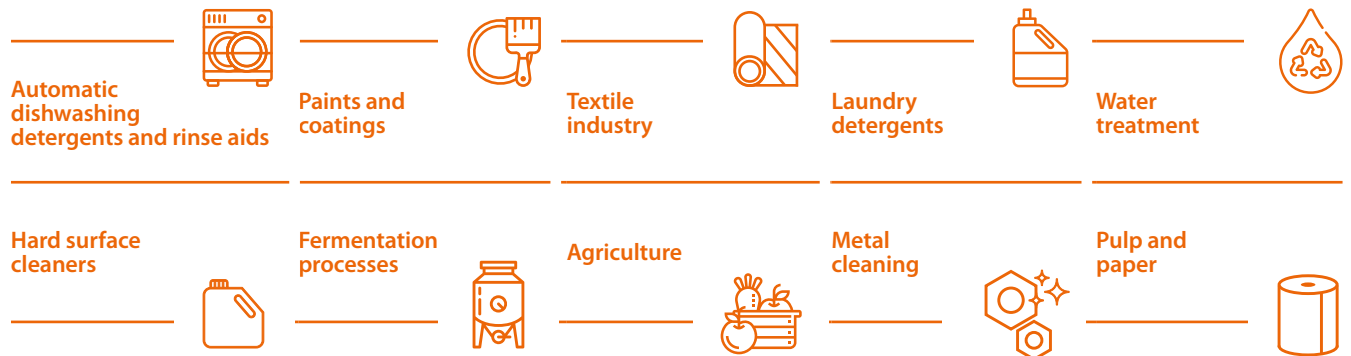 Automatic
dishwashing
detergents and rinse aids
Paints and
coatings
Textile
industry
Laundry
detergents
Water
treatment
Hard surface
cleaners
Fermentation
processes
Agriculture
Metal
cleaning
Pulp and
paper